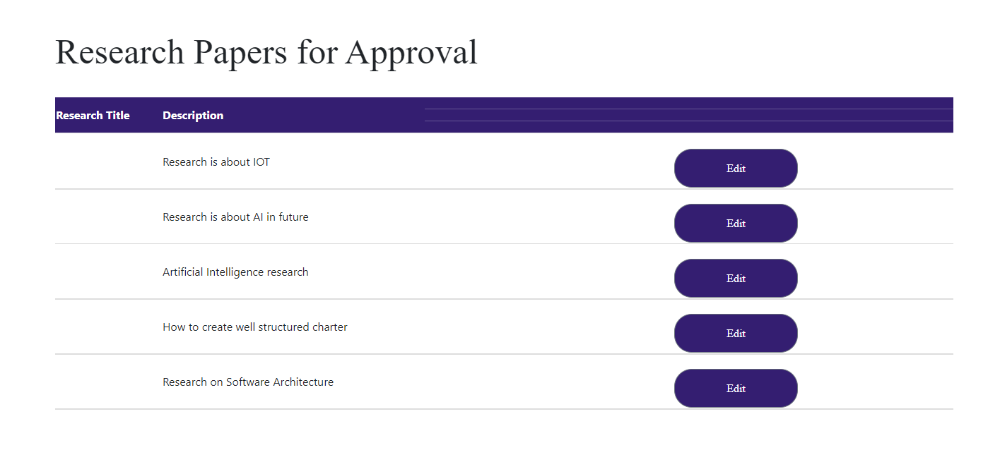 Research Papers for Approval
Research Title Description
Research is about IOT Edit
Research is about AI in future Edit
Artificial Intelligence research Edit
How to create well structured charter Edit
Research on Software Architecture Edit